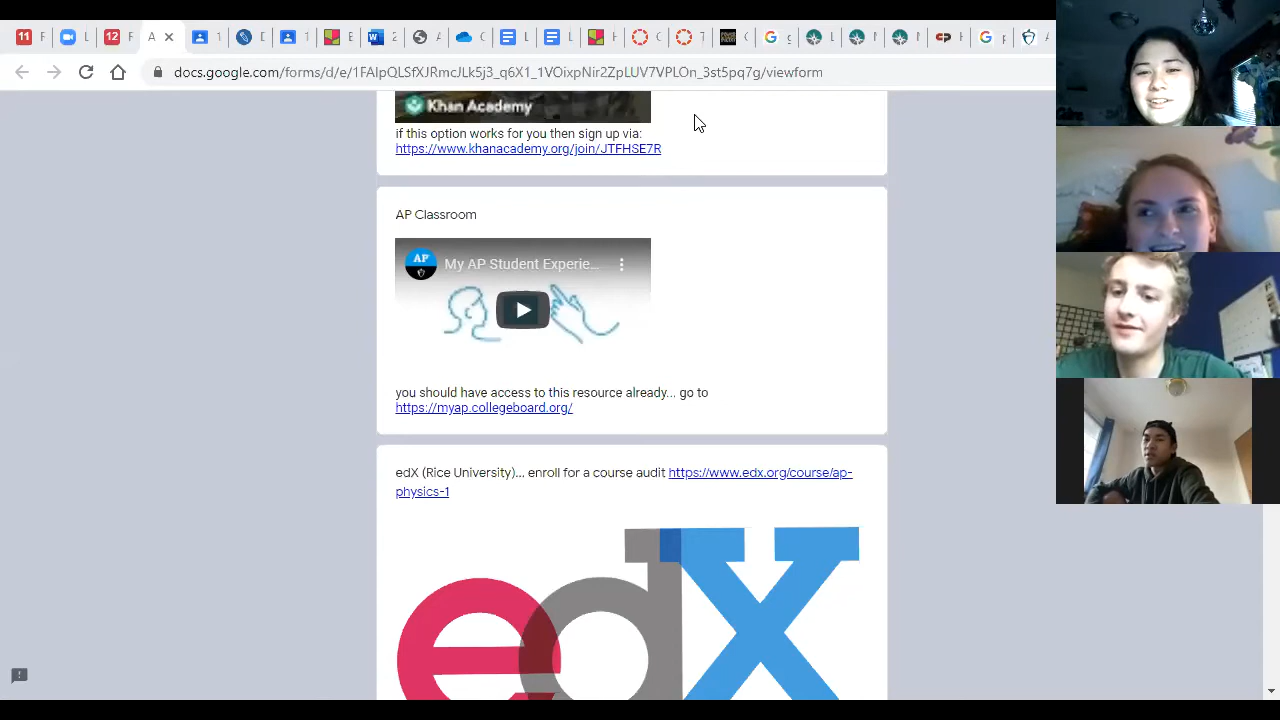 11
12
A
docs.google.com/forms/d/e/1FAIpQLSfXJRmcJDt5j3_q6X1_1VOixpNir2ZpLUV7VPLOn_3st5pq7g/viewform
Khan Academy
if this option works for you then sign up via:
https://www.khanacademy.org/join/JTFHSE7R
AP Classroom
AP
My AP Student Experie...
you should have access to this resource already... go to
https://myap.collegeboard.org/
edX (Rice University)... enroll for a course audit https://www.edx.org/course/ap-
physics-1
edX